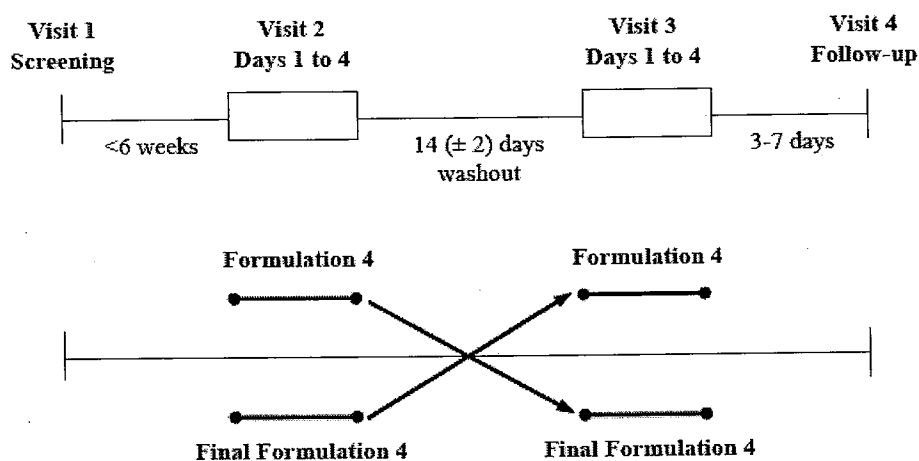 Visit 1
Screening
Visit 2
Days 1 to 4
Visit 3
Days 1 to 4
Visit 4
Follow-up
<6 weeks
14 (± 2) days
washout
3-7 days
Formulation 4
Formulation 4
Final Formulation 4
Final Formulation 4